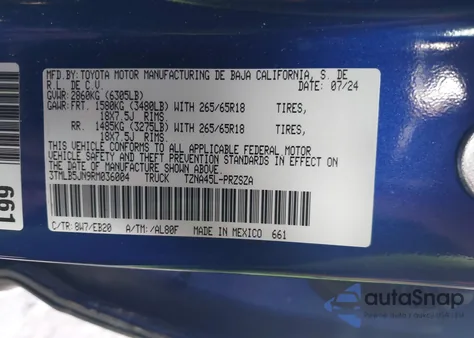 MFD.BY:TOYOTA MOTOR MANUFACTURING DE BAJA CALIFORNIA, S. DE
R.L. DE C.V. DATE: 07/24
GVWR: 2860KG (6305LB)
GAWR:FRT. 1580KG (3480LB) WITH 265/65R18 TIRES,
18X7.5J RIMS.
RR. 1485KG (3275LB) WITH 265/65R18 TIRES,
18X7.5J RIMS.
THIS VEHICLE CONFORMS TO ALL APPLICABLE FEDERAL MOTOR
VEHICLE SAFETY AND THEFT PREVENTION STANDARDS IN EFFECT ON
THE DATE OF MANUFACTURE SHOWN ABOVE.
3TMLB5JN9RM036004 TRUCK TZNA45L-PRZSZA
C/TR: BW7/EB20 A/TM: /AL80F MADE IN MEXICO 661
661
autoSnap